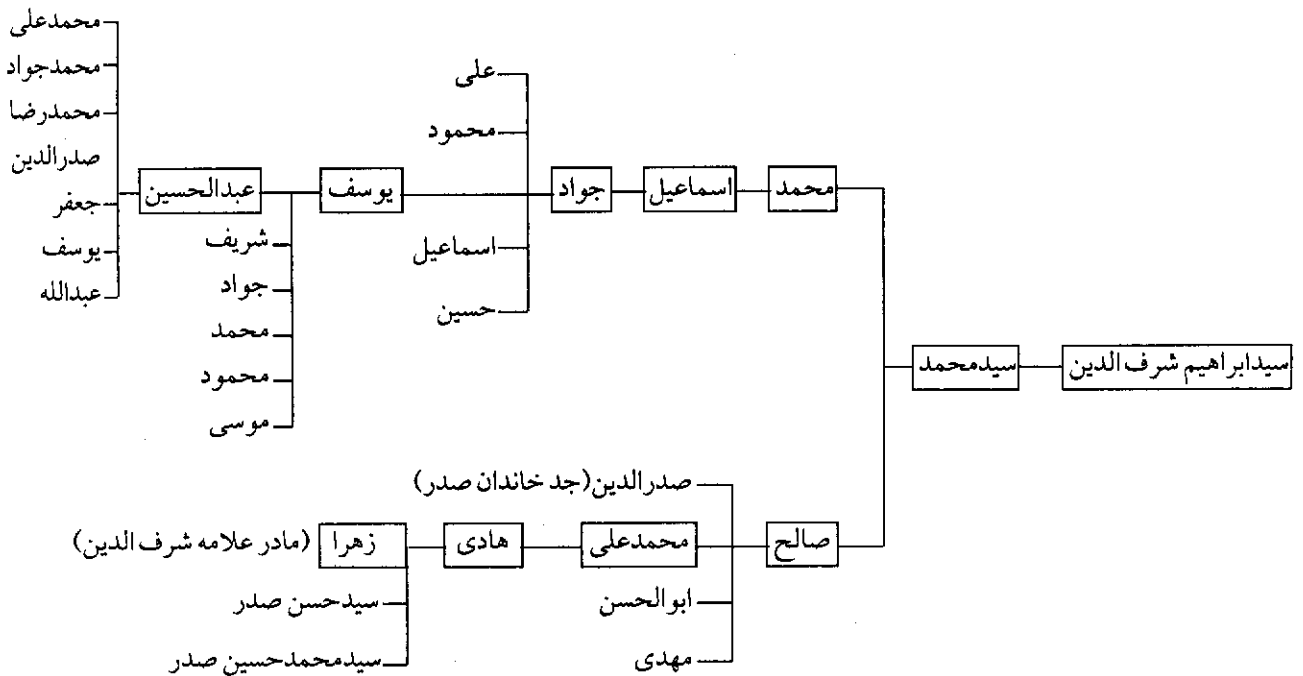 سیدابراهیم شرف الدین
سیدمحمد
محمد
اسماعیل
جواد
علی
محمود
یوسف
اسماعیل
حسین
عبدالحسین
شریف
جواد
محمد
محمود
موسی
محمدعلی
محمدجواد
محمدرضا
صدرالدین
جعفر
یوسف
عبدالله
صالح
صدرالدین(جد خاندان صدر)
محمدعلی
ابوالحسن
مهدی
هادی
زهرا (مادر علامه شرف الدین)
سیدحسن صدر
سیدمحمدحسین صدر